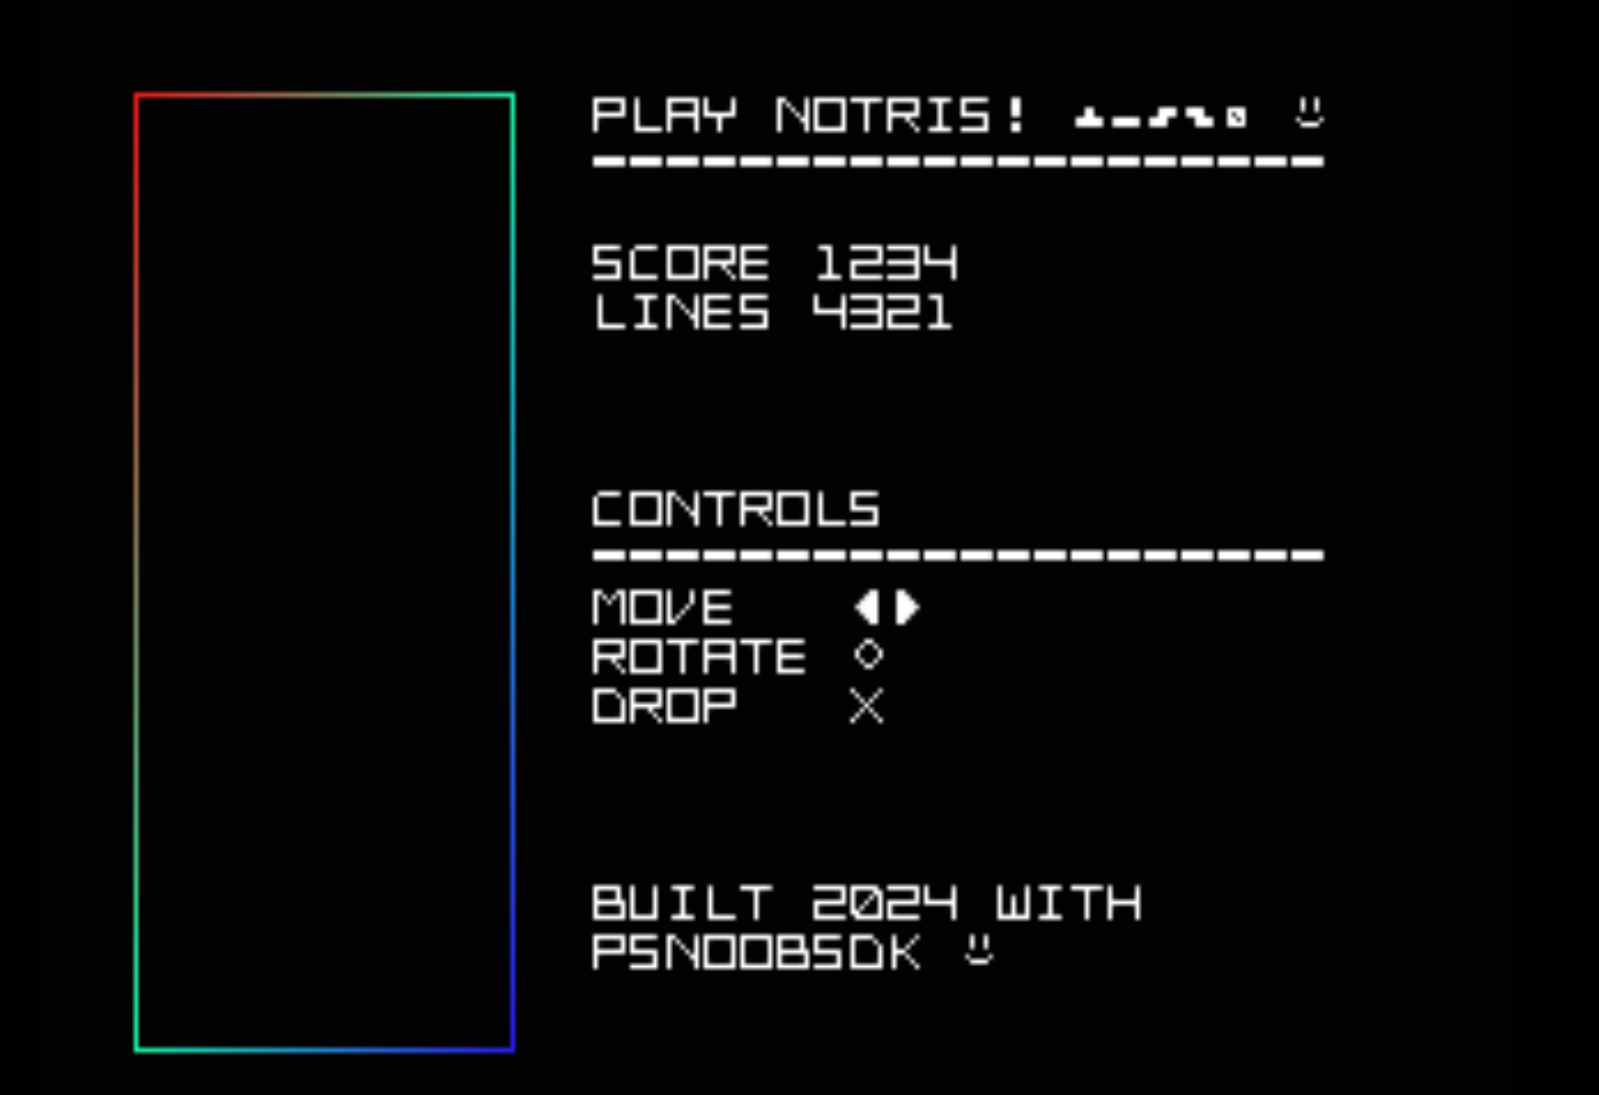 PLAY NOTRIS!
SCORE 1234
LINES 4321
CONTROLS
MOVE
ROTATE
DROP X
BUILT 2024 WITH
PSNOOBSDK